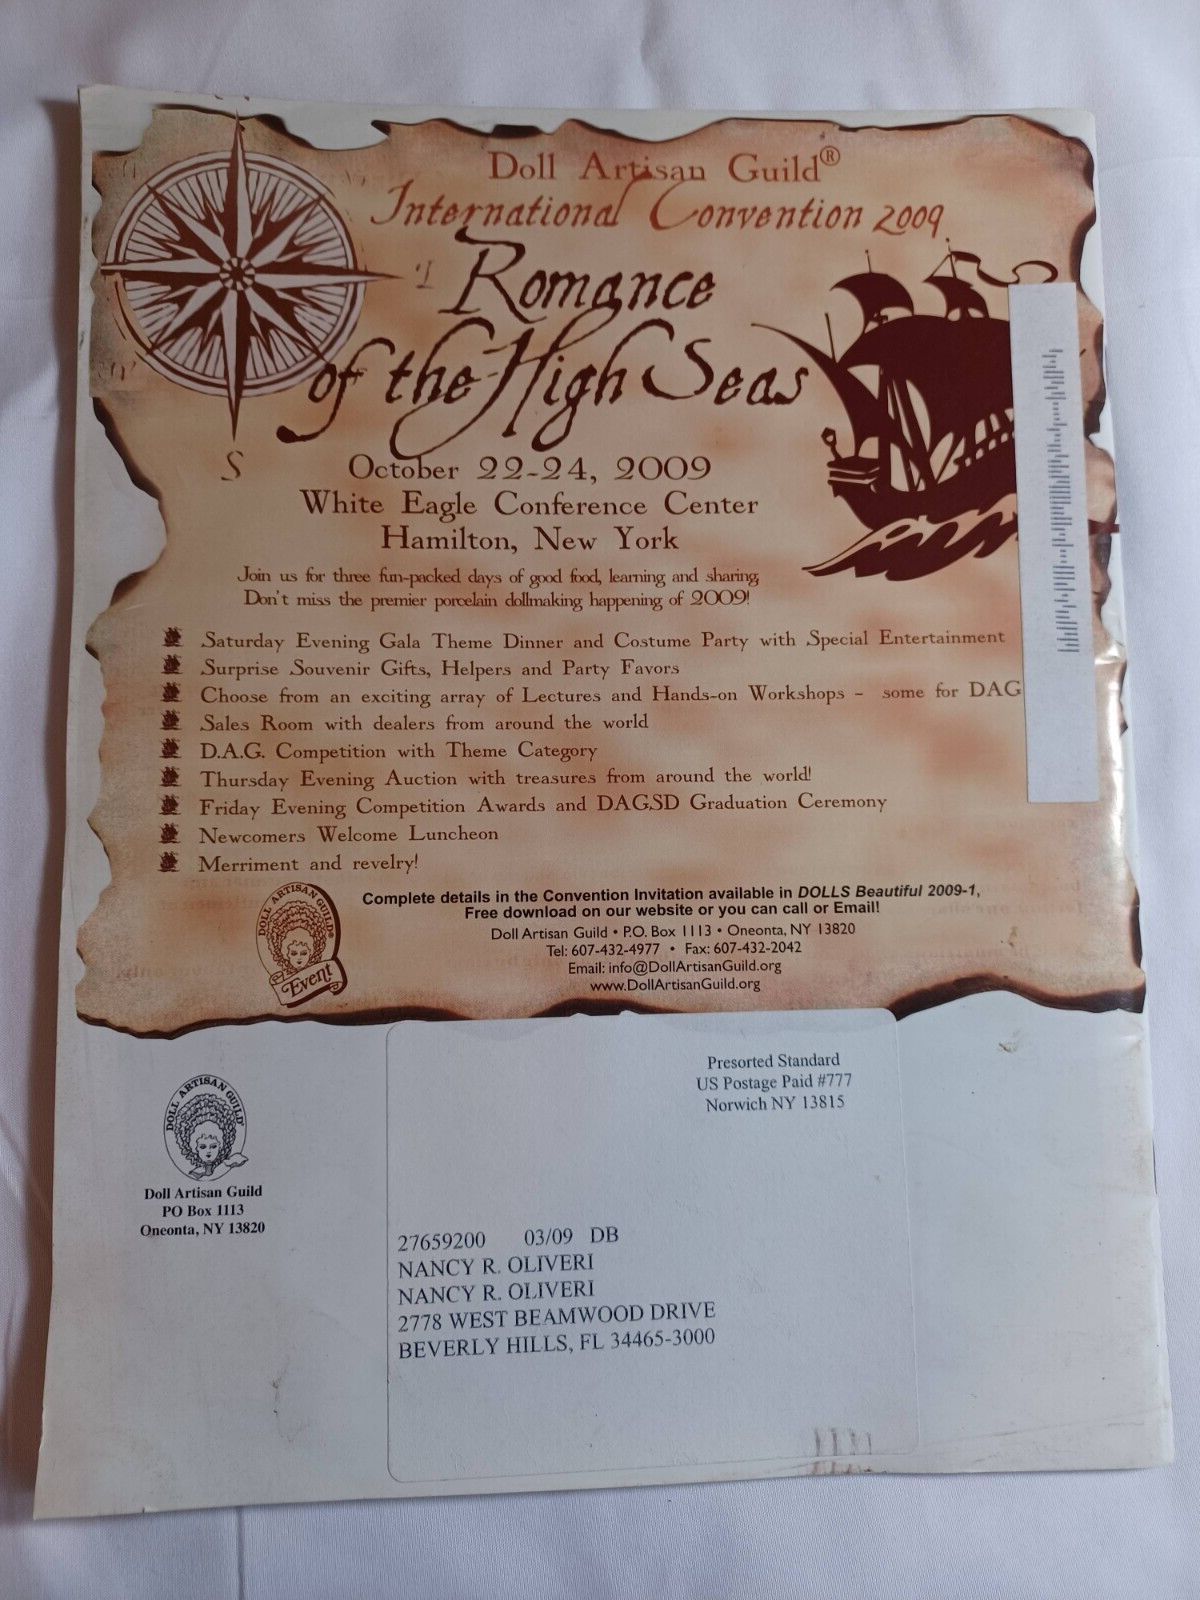 Doll Artisan Guild®
International Convention 2009
Romance
of the High Seas
S
October 22-24, 2009
White Eagle Conference Center
Hamilton, New York
Join us for three fun-packed days of good food, learning and sharing.
Don't miss the premier porcelain dollmaking happening of 2009!
Saturday Evening Gala Theme Dinner and Costume Party with Special Entertainment
Surprise Souvenir Gifts, Helpers and Party Favors
Choose from an exciting array of Lectures and Hands-on Workshops - some for DAG
Sales Room with dealers from around the world
D.A.G. Competition with Theme Category
Thursday Evening Auction with treasures from around the world!
Friday Evening Competition Awards and DAGSD Graduation Ceremony
Newcomers Welcome Luncheon
Merriment and revelry!
DOLL ARTISAN GUILD®
Event
Complete details in the Convention Invitation available in DOLLS Beautiful 2009-1,
Free download on our website or you can call or Email!
Doll Artisan Guild • P.O. Box 1113 • Oneonta, NY 13820
Tel: 607-432-4977 • Fax: 607-432-2042
Email: info@DollArtisanGuild.org
www.DollArtisanGuild.org
Presorted Standard
US Postage Paid #777
Norwich NY 13815
DOLL ARTISAN GUILD®
Doll Artisan Guild
PO Box 1113
Oneonta, NY 13820
27659200 03/09 DB
NANCY R. OLIVERI
NANCY R. OLIVERI
2778 WEST BEAMWOOD DRIVE
BEVERLY HILLS, FL 34465-3000